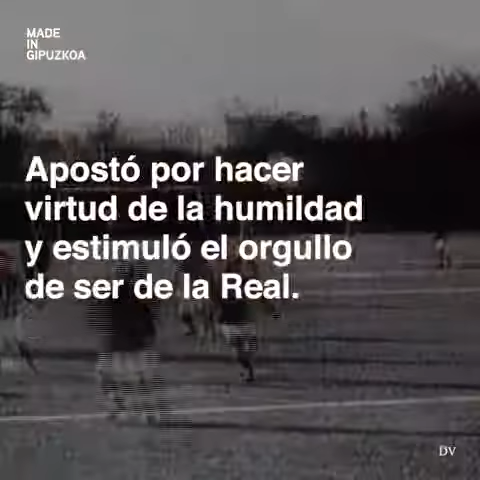 MADE
IN
GIPUZKOA
Apostó por hacer
virtud de la humildad
y estimuló el orgullo
de ser de la Real.
DV